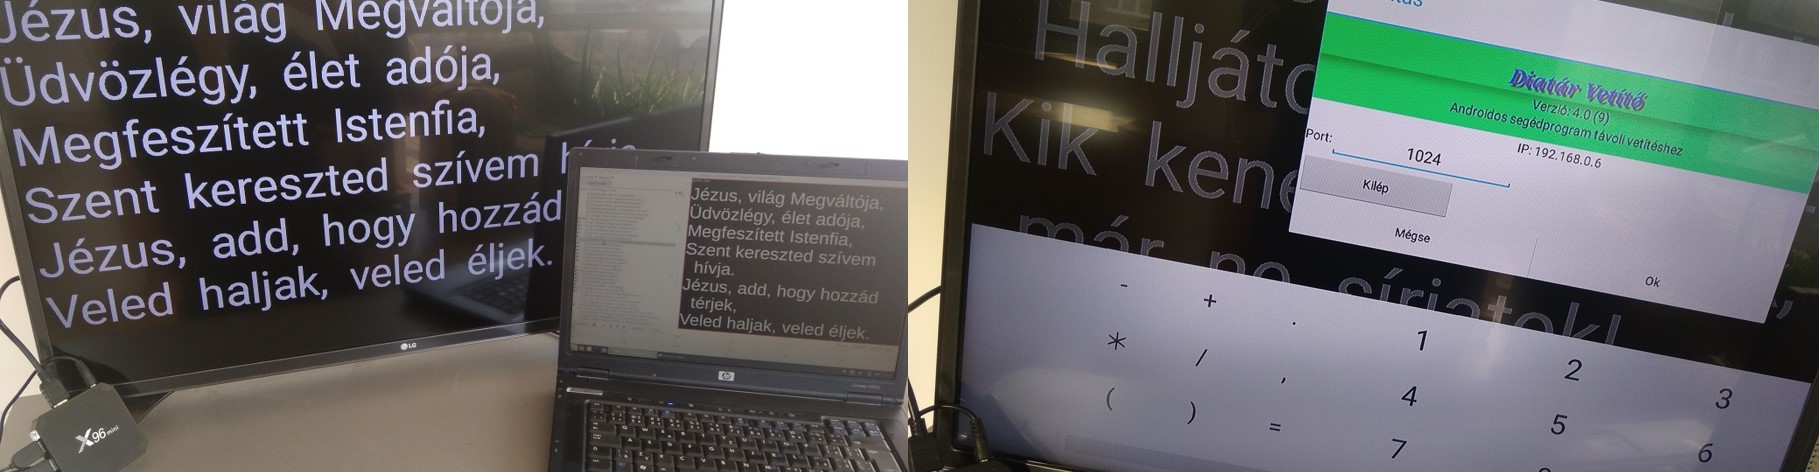 Jézus, világ Megváltója,
Üdvözlégy, élet adója,
Megfeszített Istenfia,
Szent kereszted szívem
Jézus, add, hogy hozzád
Veled haljak, veled éljek.
LG
X96 mini
Jézus, világ Megváltója,
Üdvözlégy, élet adója,
Megfeszített Istenfia,
Szent kereszted szívem
hívja.
Jézus, add, hogy hozzád
térjek,
Veled haljak, veled éljek.
hp
Kik
már ne sírjatok!
Diatár Vetítő
Verzió: 4.0 (9)
Androidos segédprogram távoli vetítéshez
IP: 192.168.0.6
Port:
1024
Kilép
Mégse
Ok
- + . 1 2 3
* / , 4 5 6
( ) = 7